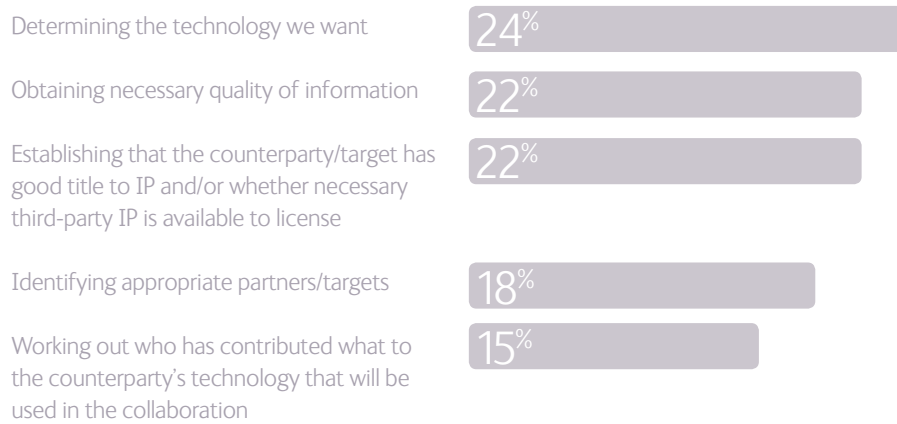 Determining the technology we want 24%
Obtaining necessary quality of information 22%
Establishing that the counterparty/target has 22%
good title to IP and/or whether necessary
third-party IP is available to license
Identifying appropriate partners/targets 18%
Working out who has contributed what to 15%
the counterparty's technology that will be
used in the collaboration